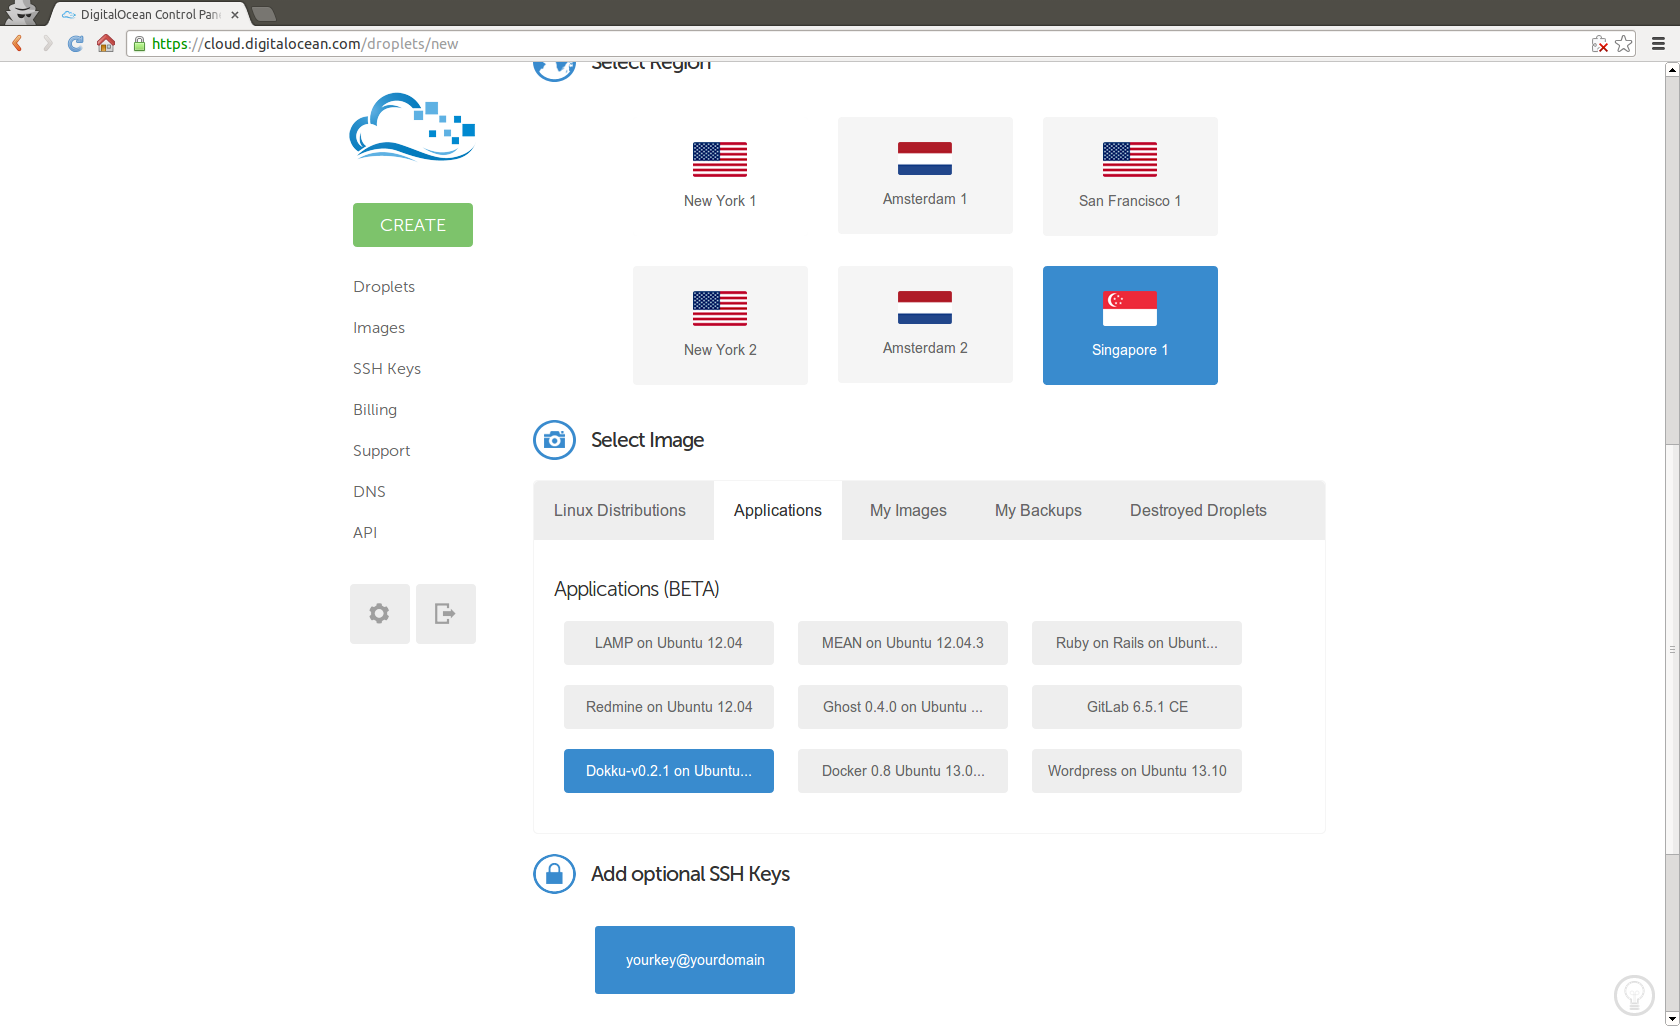 DigitalOcean Control Pan
https://cloud.digitalocean.com/droplets/new
Select Region
CREATE
Droplets
Images
SSH Keys
Billing
Support
DNS
API
New York 1
Amsterdam 1
San Francisco 1
New York 2
Amsterdam 2
Singapore 1
Select Image
Linux Distributions
Applications
My Images
My Backups
Destroyed Droplets
Applications (BETA)
LAMP on Ubuntu 12.04
MEAN on Ubuntu 12.04.3
Ruby on Rails on Ubunt...
Redmine on Ubuntu 12.04
Ghost 0.4.0 on Ubuntu ...
GitLab 6.5.1 CE
Dokku-v0.2.1 on Ubuntu...
Docker 0.8 Ubuntu 13.0...
Wordpress on Ubuntu 13.10
Add optional SSH Keys
yourkey@yourdomain